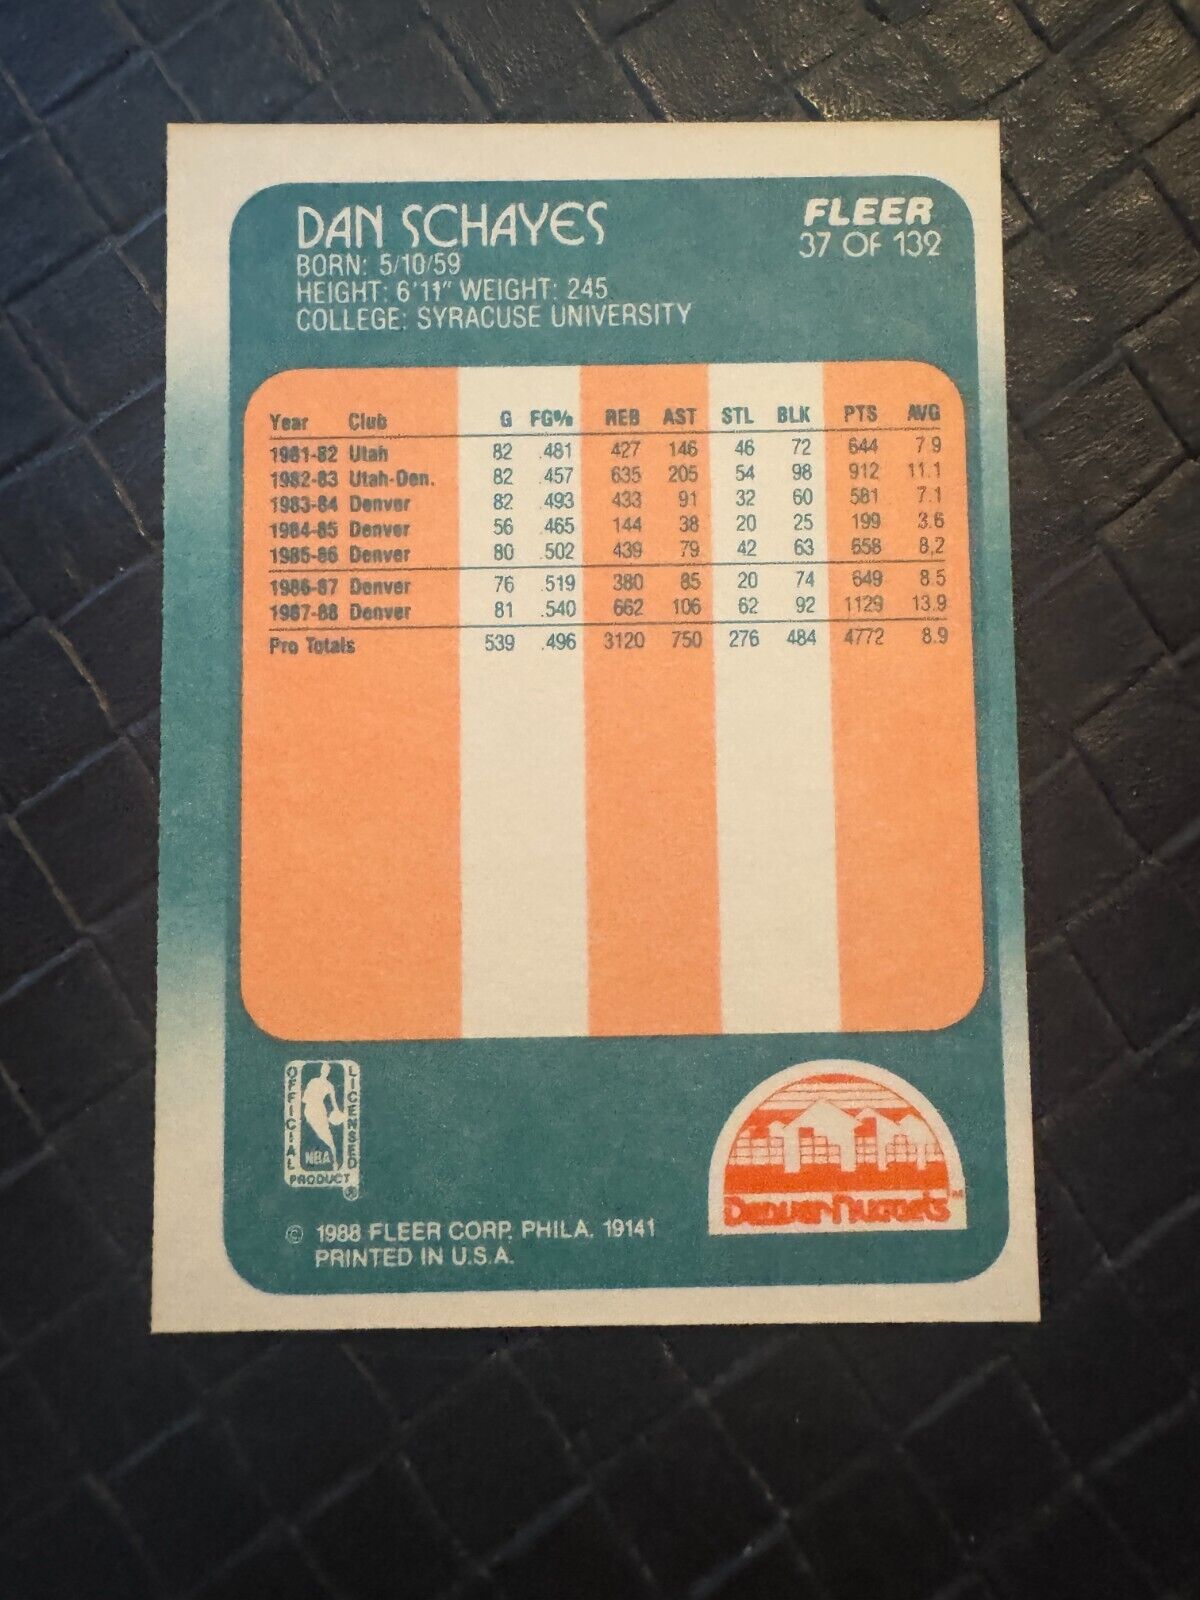 DAN SCHAYES
FLEER
37 OF 132
BORN: 5/10/59
HEIGHT: 6'11" WEIGHT: 245
COLLEGE: SYRACUSE UNIVERSITY
Year Club G FG% REB AST STL BLK PTS AVG
1981-82 Utah 82 .481 427 146 46 72 644 7.9
1982-83 Utah-Den. 82 .457 635 205 54 98 912 11.1
1983-84 Denver 82 .493 433 91 32 60 581 7.1
1984-85 Denver 56 .465 144 38 20 25 199 3.6
1985-86 Denver 80 .502 439 79 42 63 658 8.2
1986-87 Denver 76 .519 380 85 20 74 649 8.5
1987-88 Denver 81 .540 662 106 62 92 1129 13.9
Pro Totals 539 .496 3120 750 276 484 4772 8.9
OFFICIAL LICENSED
NBA
PRODUCT ®
Denver Nuggets ™
© 1988 FLEER CORP. PHILA. 19141
PRINTED IN U.S.A.